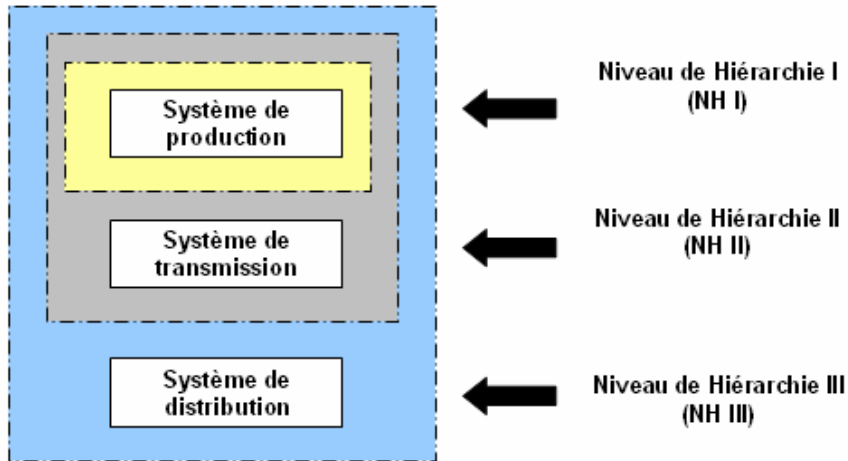 Système de
production
Niveau de Hiérarchie I
(NH I)
Système de
transmission
Niveau de Hiérarchie II
(NH II)
Système de
distribution
Niveau de Hiérarchie III
(NH III)